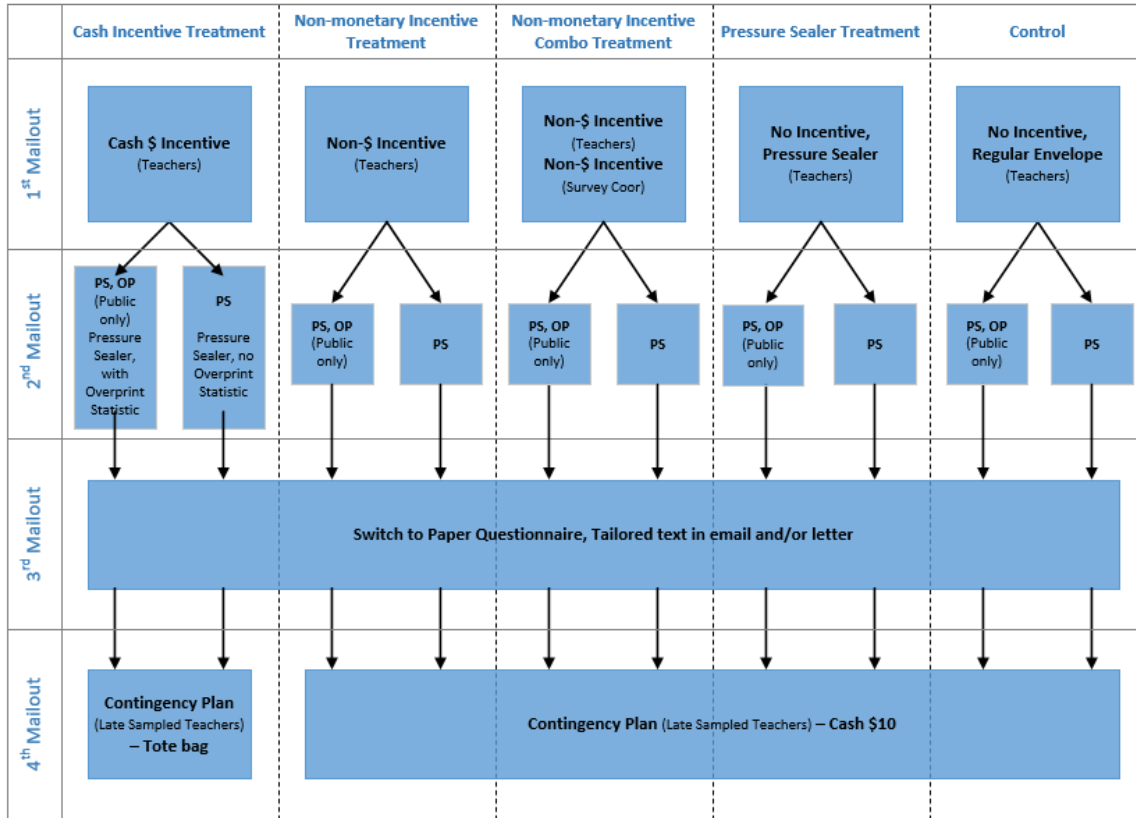 Cash Incentive Treatment
Non-monetary Incentive
Treatment
Non-monetary Incentive
Combo Treatment
Pressure Sealer Treatment
Control
1st Mailout
Cash $ Incentive
(Teachers)
Non-$ Incentive
(Teachers)
Non-$ Incentive
(Teachers)
Non-$ Incentive
(Survey Coor)
No Incentive,
Pressure Sealer
(Teachers)
No Incentive,
Regular Envelope
(Teachers)
2nd Mailout
PS, OP
(Public
only)
Pressure
Sealer,
with
Overprint
Statistic
PS
Pressure
Sealer, no
Overprint
Statistic
PS, OP
(Public
only)
PS
PS, OP
(Public
only)
PS
PS, OP
(Public
only)
PS
PS, OP
(Public
only)
PS
3rd Mailout
Switch to Paper Questionnaire, Tailored text in email and/or letter
4th Mailout
Contingency Plan
(Late Sampled Teachers)
– Tote bag
Contingency Plan (Late Sampled Teachers) – Cash $10